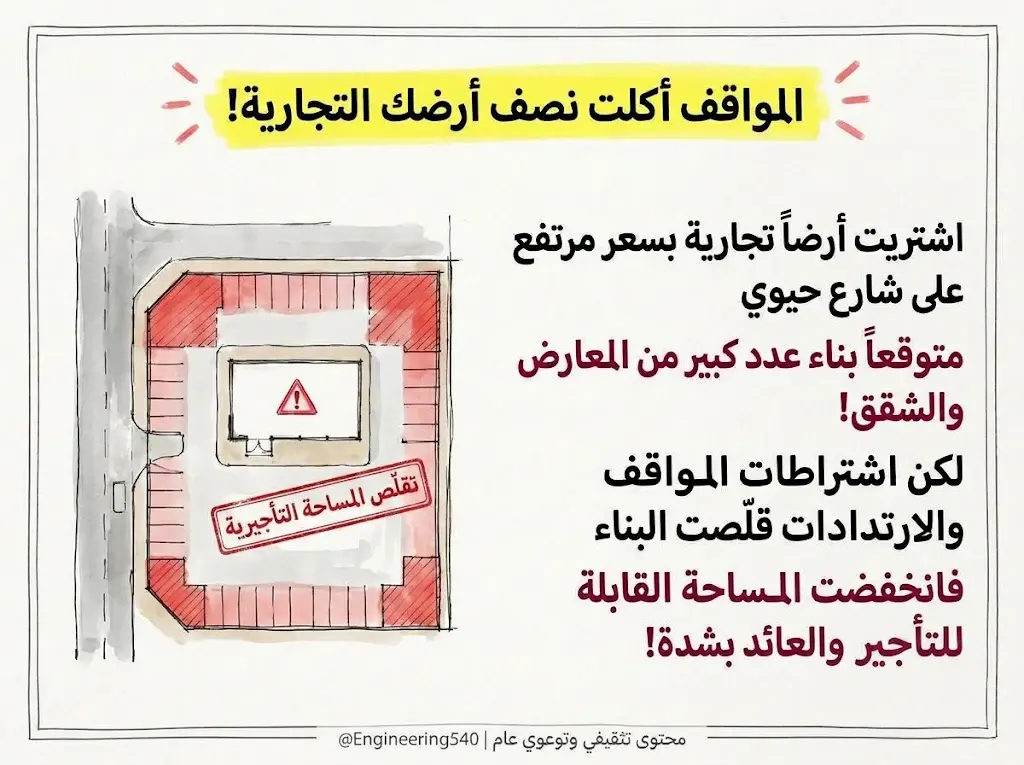 المواقف أكلت نصف أرضك التجارية!
اشتريت أرضاً تجارية بسعر مرتفع
على شارع حيوي
متوقعاً بناء عدد كبير من المعارض
والشقق!
لكن اشتراطات المواقف
والارتدادات قلّصت البناء
فانخفضت المساحة القابلة
للتأجير والعائد بشدة!
تقلّص المساحة التأجيرية
محتوى تثقيفي وتوعوي عام | @Engineering540